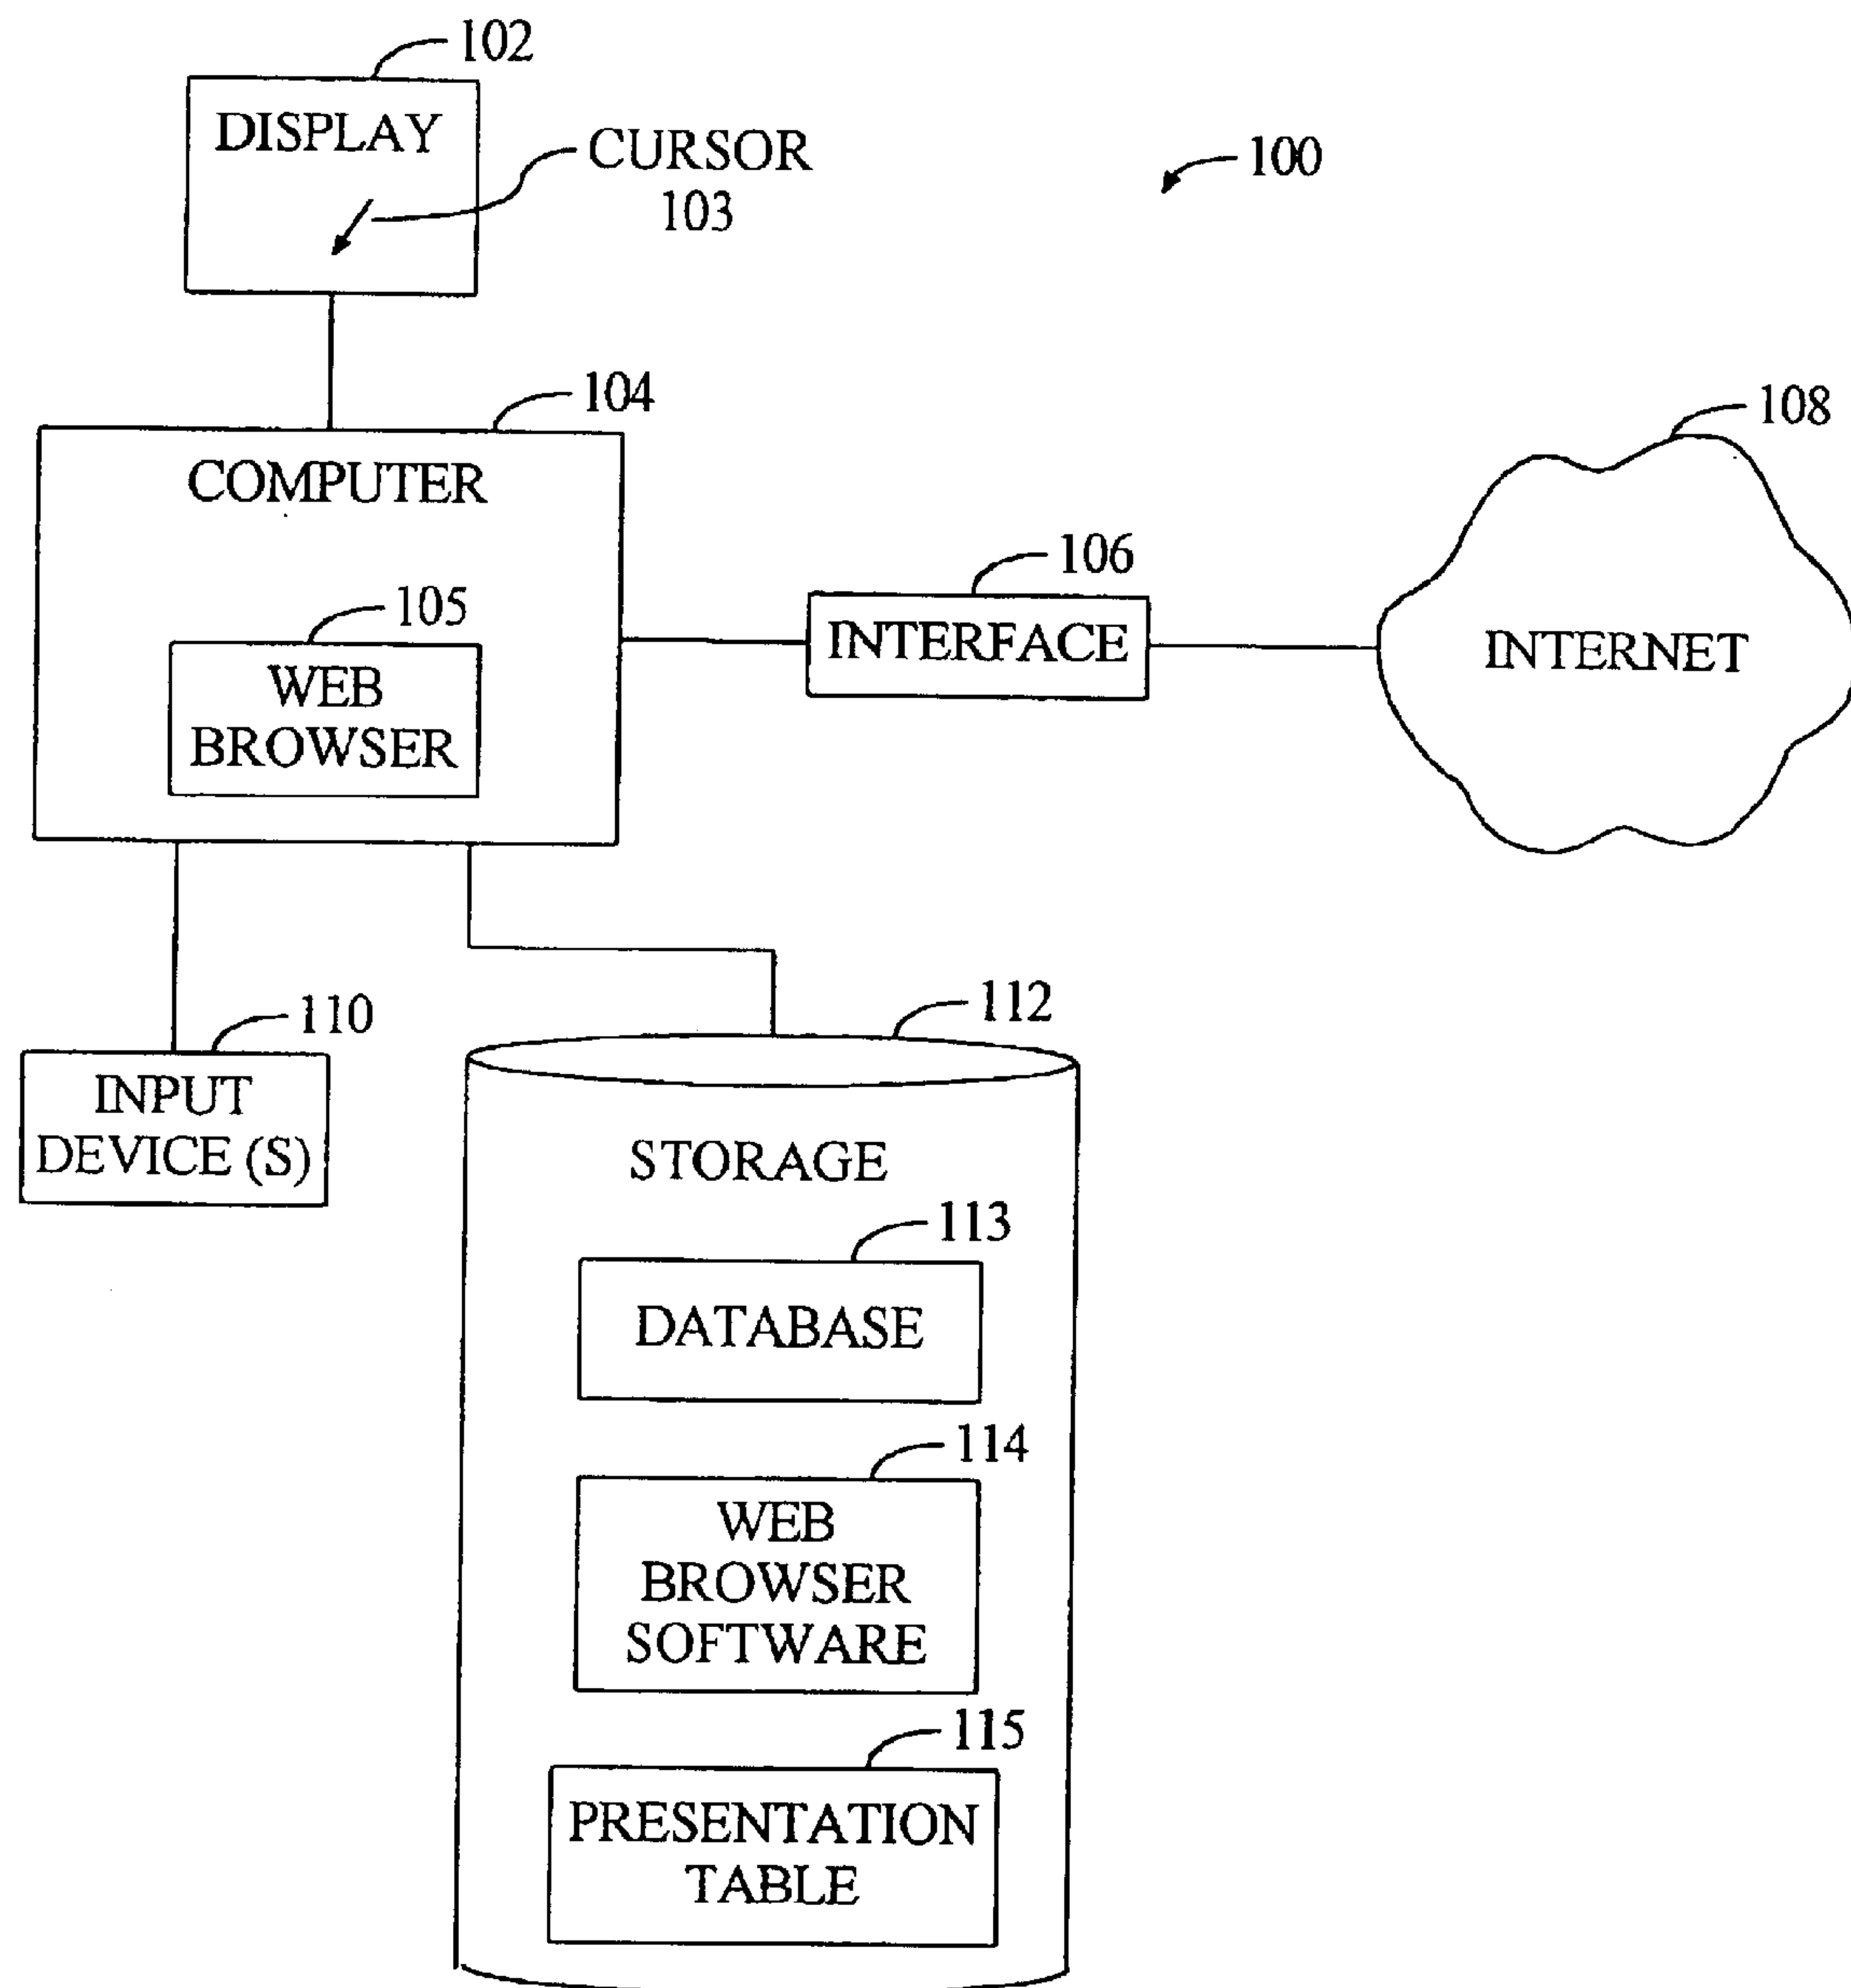 102
DISPLAY
CURSOR
103
100
104
COMPUTER
108
106
105
INTERFACE
INTERNET
WEB
BROWSER
110
112
INPUT
DEVICE (S)
STORAGE
113
DATABASE
114
WEB
BROWSER
SOFTWARE
115
PRESENTATION
TABLE